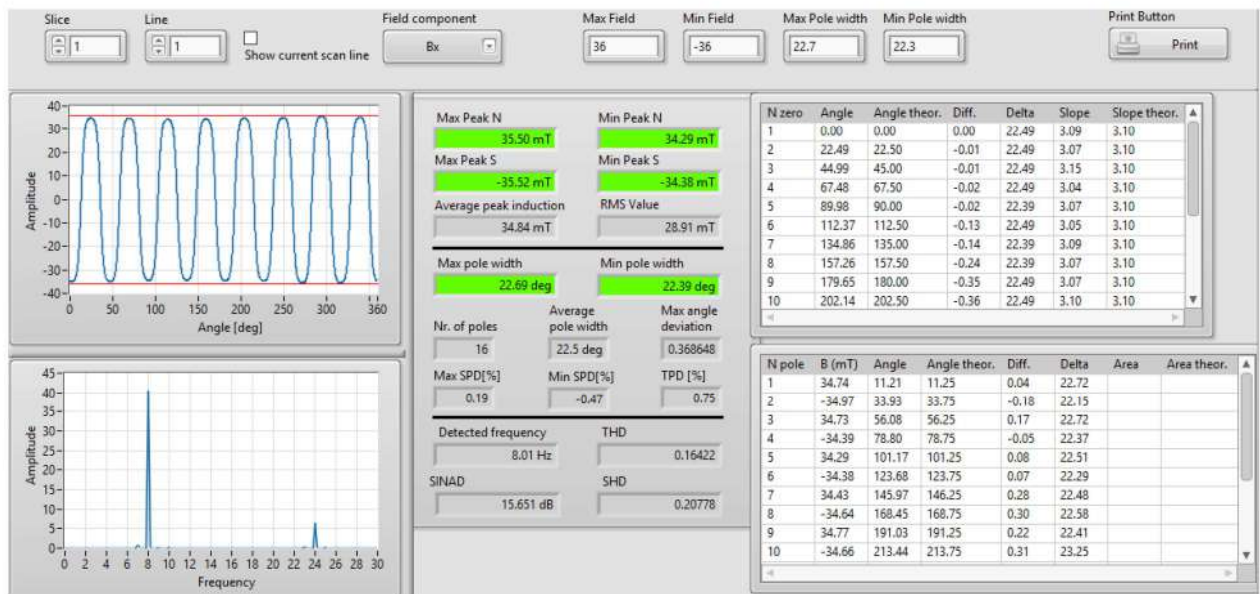 Slice Line Field component Max Field Min Field Max Pole width Min Pole width Print Button
1 1 Show current scan line Bx 36 -36 22.7 22.3 Print
40
30
20
10
0
-10
-20
-30
-40
Amplitude
0 50 100 150 200 250 300 360
Angle [deg]
45
40
35
30
25
20
15
10
5
0
Amplitude
0 2 4 6 8 10 12 14 16 18 20 22 24 26 28 30
Frequency
Max Peak N Min Peak N
35.50 mT 34.29 mT
Max Peak S Min Peak S
-35.52 mT -34.38 mT
Average peak induction RMS Value
34.84 mT 28.91 mT
Max pole width Min pole width
22.69 deg 22.39 deg
Nr. of poles Average pole width Max angle deviation
16 22.5 deg 0.368648
Max SPD[%] Min SPD[%] TPD [%]
0.19 -0.47 0.75
Detected frequency THD
8.01 Hz 0.16422
SINAD SHD
15.651 dB 0.20778
N zero Angle Angle theor. Diff. Delta Slope Slope theor.
1 0.00 0.00 0.00 22.49 3.09 3.10
2 22.49 22.50 -0.01 22.49 3.07 3.10
3 44.99 45.00 -0.01 22.49 3.15 3.10
4 67.48 67.50 -0.02 22.49 3.04 3.10
5 89.98 90.00 -0.02 22.39 3.07 3.10
6 112.37 112.50 -0.13 22.49 3.05 3.10
7 134.86 135.00 -0.14 22.39 3.09 3.10
8 157.26 157.50 -0.24 22.39 3.07 3.10
9 179.65 180.00 -0.35 22.49 3.07 3.10
10 202.14 202.50 -0.36 22.49 3.10 3.10
N pole B (mT) Angle Angle theor. Diff. Delta Area Area theor.
1 34.74 11.21 11.25 0.04 22.72
2 -34.97 33.93 33.75 -0.18 22.15
3 34.73 56.08 56.25 0.17 22.72
4 -34.39 78.80 78.75 -0.05 22.37
5 34.29 101.17 101.25 0.08 22.51
6 -34.38 123.68 123.75 0.07 22.29
7 34.43 145.97 146.25 0.28 22.48
8 -34.64 168.45 168.75 0.30 22.58
9 34.77 191.03 191.25 0.22 22.41
10 -34.66 213.44 213.75 0.31 23.25